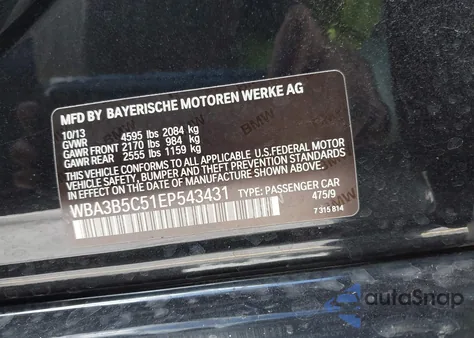 MFD BY BAYERISCHE MOTOREN WERKE AG
10/13
GVWR 4595 lbs 2084 kg
GAWR FRONT 2170 lbs 984 kg
GAWR REAR 2555 lbs 1159 kg
THIS VEHICLE CONFORMS TO ALL APPLICABLE U.S. FEDERAL MOTOR
VEHICLE SAFETY, BUMPER AND THEFT PREVENTION STANDARDS
IN EFFECT ON THE DATE OF MANUFACTURE SHOWN ABOVE.
WBA3B5C51EP543431 TYPE: PASSENGER CAR
475/9
7 315 814
autoSnap